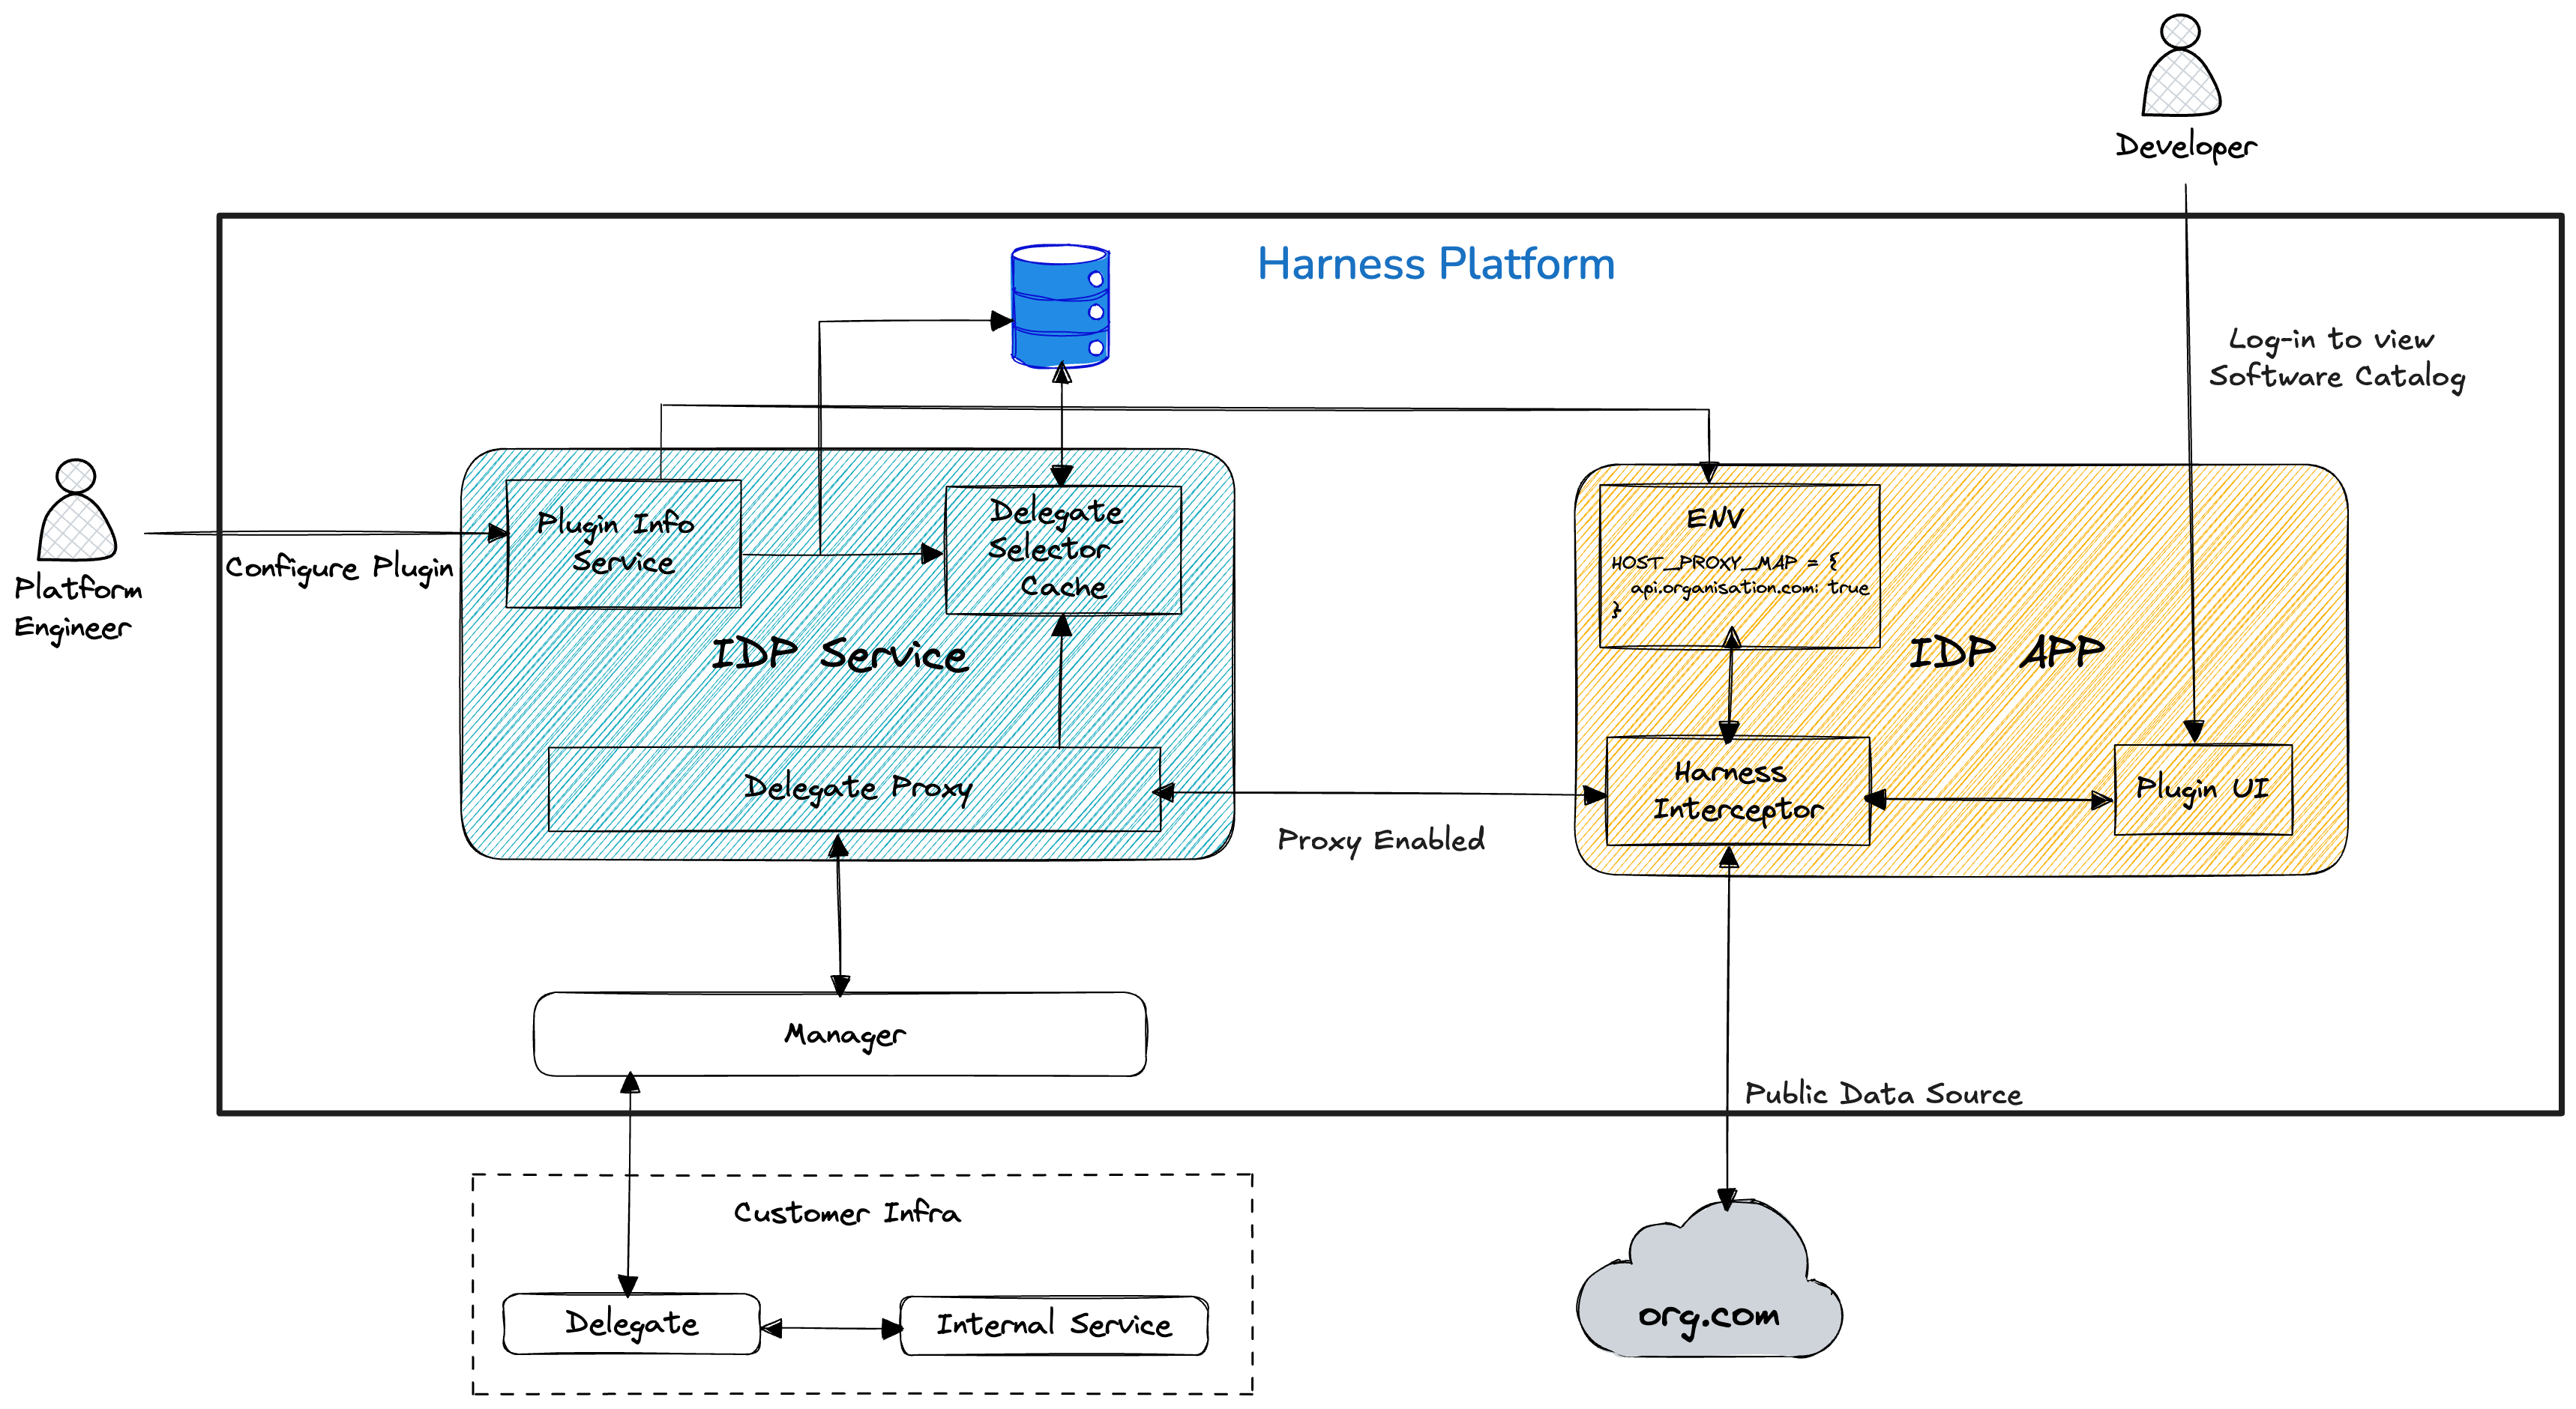 Developer
Harness Platform
Log-in to view
Software Catalog
Platform
Engineer
Configure Plugin
Plugin Info
Service
Delegate
Selector
Cache
IDP Service
Delegate Proxy
ENV
HOST_PROXY_MAP = {
api.organisation.com: true
}
IDP APP
Harness
Interceptor
Plugin UI
Proxy Enabled
Manager
Public Data Source
Customer Infra
Delegate
Internal Service
org.com